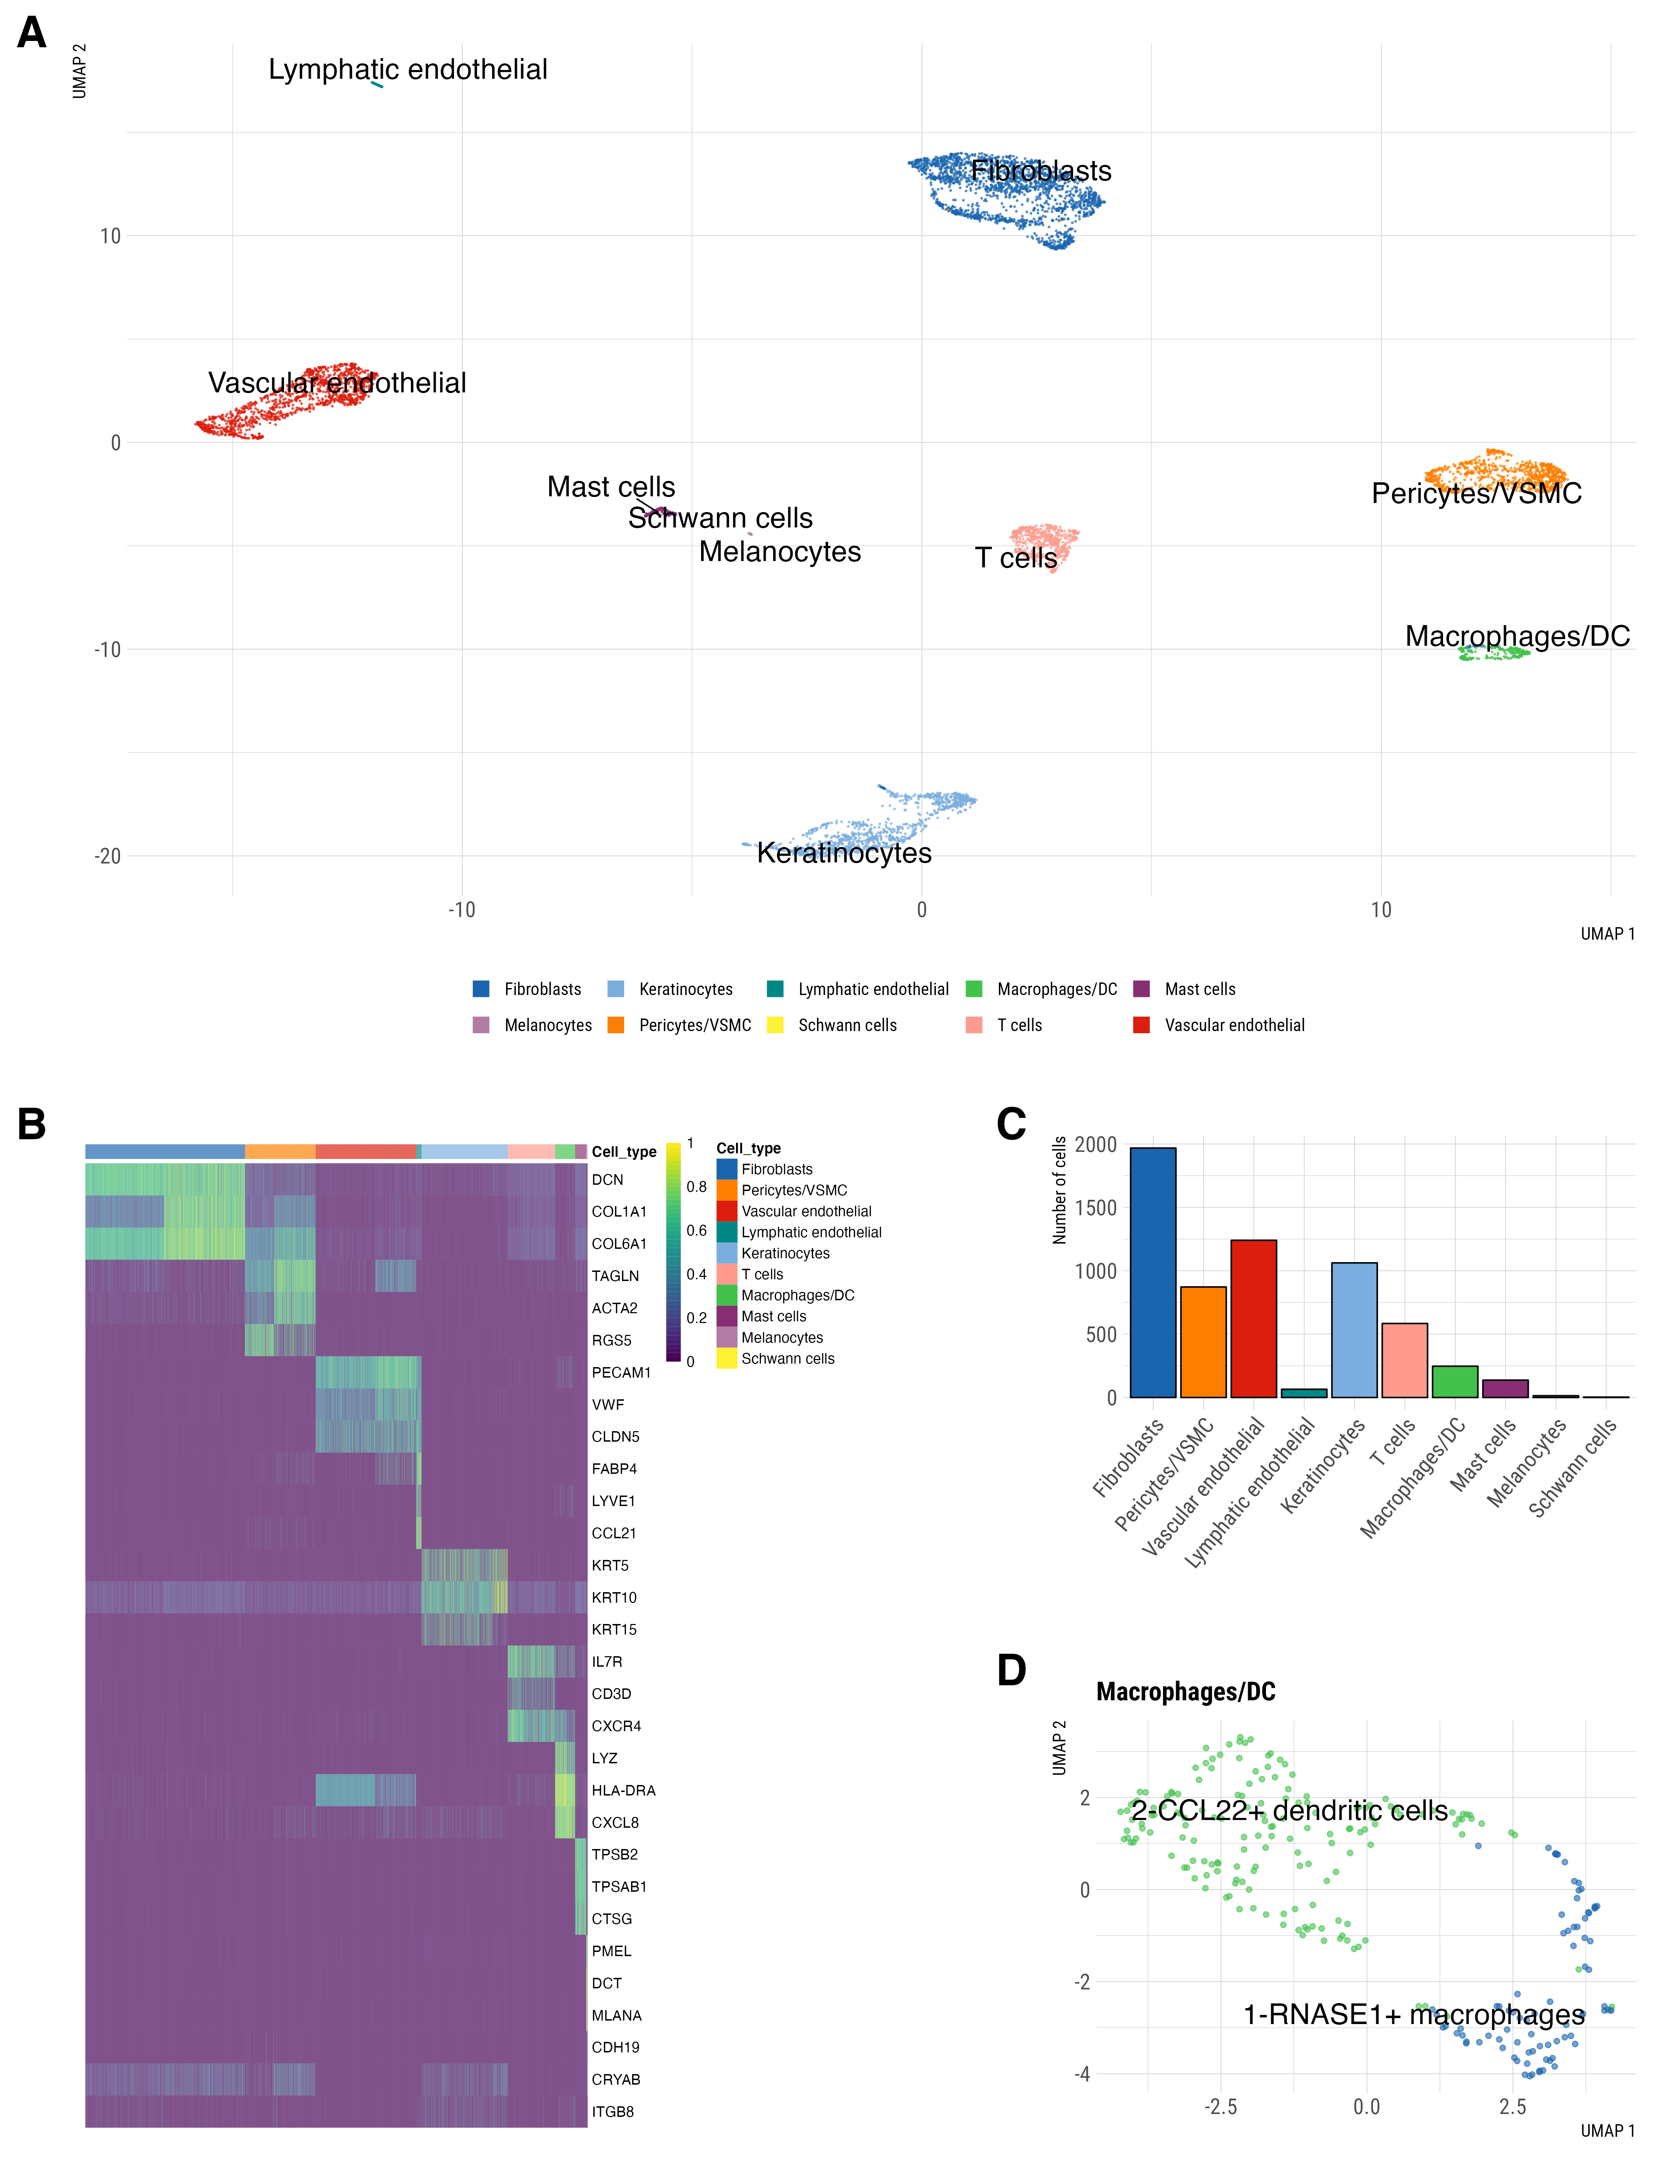 A
UMAP 2
Lymphatic endothelial
Fibroblasts
10
Vascular endothelial
0
Mast cells
Pericytes/VSMC
Schwann cells
Melanocytes
T cells
Macrophages/DC
-10
Keratinocytes
-20
-10 0 10
UMAP 1
Fibroblasts Keratinocytes Lymphatic endothelial Macrophages/DC Mast cells
Melanocytes Pericytes/VSMC Schwann cells T cells Vascular endothelial
B
Cell_type
DCN
COL1A1
COL6A1
TAGLN
ACTA2
RGS5
PECAM1
VWF
CLDN5
FABP4
LYVE1
CCL21
KRT5
KRT10
KRT15
IL7R
CD3D
CXCR4
LYZ
HLA-DRA
CXCL8
TPSB2
TPSAB1
CTSG
PMEL
DCT
MLANA
CDH19
CRYAB
ITGB8
1
0.8
0.6
0.4
0.2
0
Cell_type
Fibroblasts
Pericytes/VSMC
Vascular endothelial
Lymphatic endothelial
Keratinocytes
T cells
Macrophages/DC
Mast cells
Melanocytes
Schwann cells
C
Number of cells
2000
1500
1000
500
0
Fibroblasts
Pericytes/VSMC
Vascular endothelial
Lymphatic endothelial
Keratinocytes
T cells
Macrophages/DC
Mast cells
Melanocytes
Schwann cells
D
Macrophages/DC
UMAP 2
2
2-CCL22+ dendritic cells
0
-2
1-RNASE1+ macrophages
-4
-2.5 0.0 2.5
UMAP 1